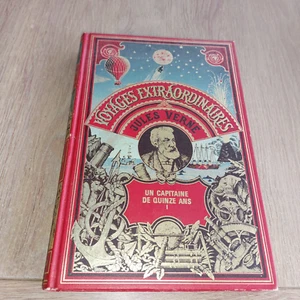 VOYAGES EXTRAORDINAIRES
JULES VERNE
UN CAPITAINE
DE QUINZE ANS
I